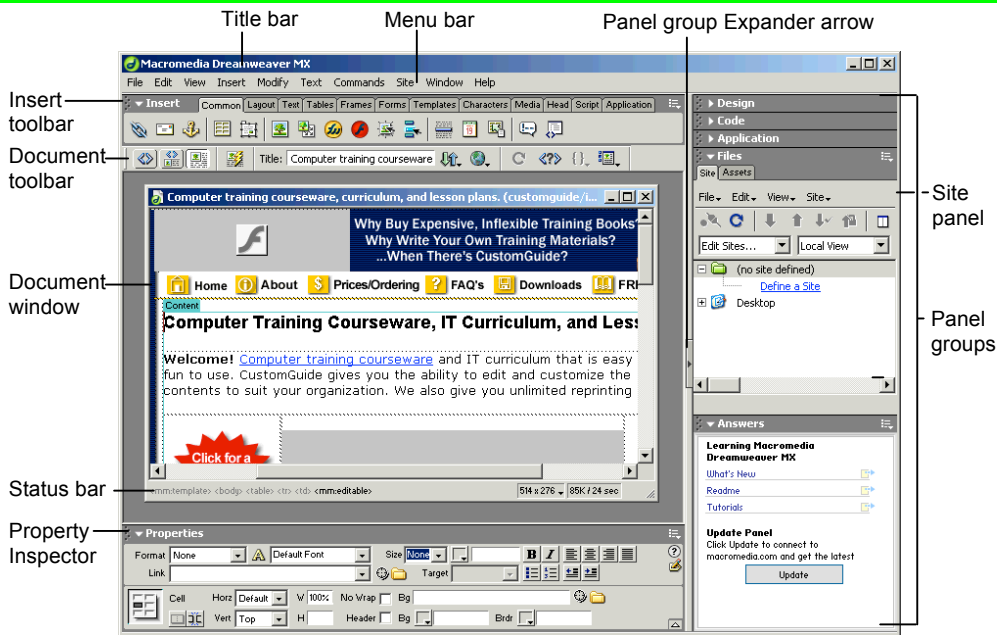 Title bar
Menu bar
Panel group Expander arrow
Macromedia Dreamweaver MX
File Edit View Insert Modify Text Commands Site Window Help
Insert toolbar
Insert Common Layout Text Tables Frames Forms Templates Characters Media Head Script Application
Document toolbar
Title: Computer training courseware
Design
Code
Application
Files
Site Assets
File Edit View Site
Edit Sites... Local View
(no site defined)
Define a Site
Desktop
Site panel
Panel groups
Document window
Computer training courseware, curriculum, and lesson plans. (customguide/i...
Why Buy Expensive, Inflexible Training Books?
Why Write Your Own Training Materials?
...When There's CustomGuide?
Home About Prices/Ordering FAQ's Downloads FRE
Content
Computer Training Courseware, IT Curriculum, and Less
Welcome! Computer training courseware and IT curriculum that is easy
fun to use. CustomGuide gives you the ability to edit and customize the
contents to suit your organization. We also give you unlimited reprinting
Click for a
Status bar
<mm:template> <body> <table> <tr> <td> <mm:editable>
514 x 276 85K / 24 sec
Answers
Learning Macromedia
Dreamweaver MX
What's New
Readme
Tutorials
Update Panel
Click Update to connect to
macromedia.com and get the latest
Update
Property Inspector
Properties
Format None Default Font Size None B I
Link Target
Cell Horz Default W 100% No Wrap Bg
Vert Top H Header Bg Brdr